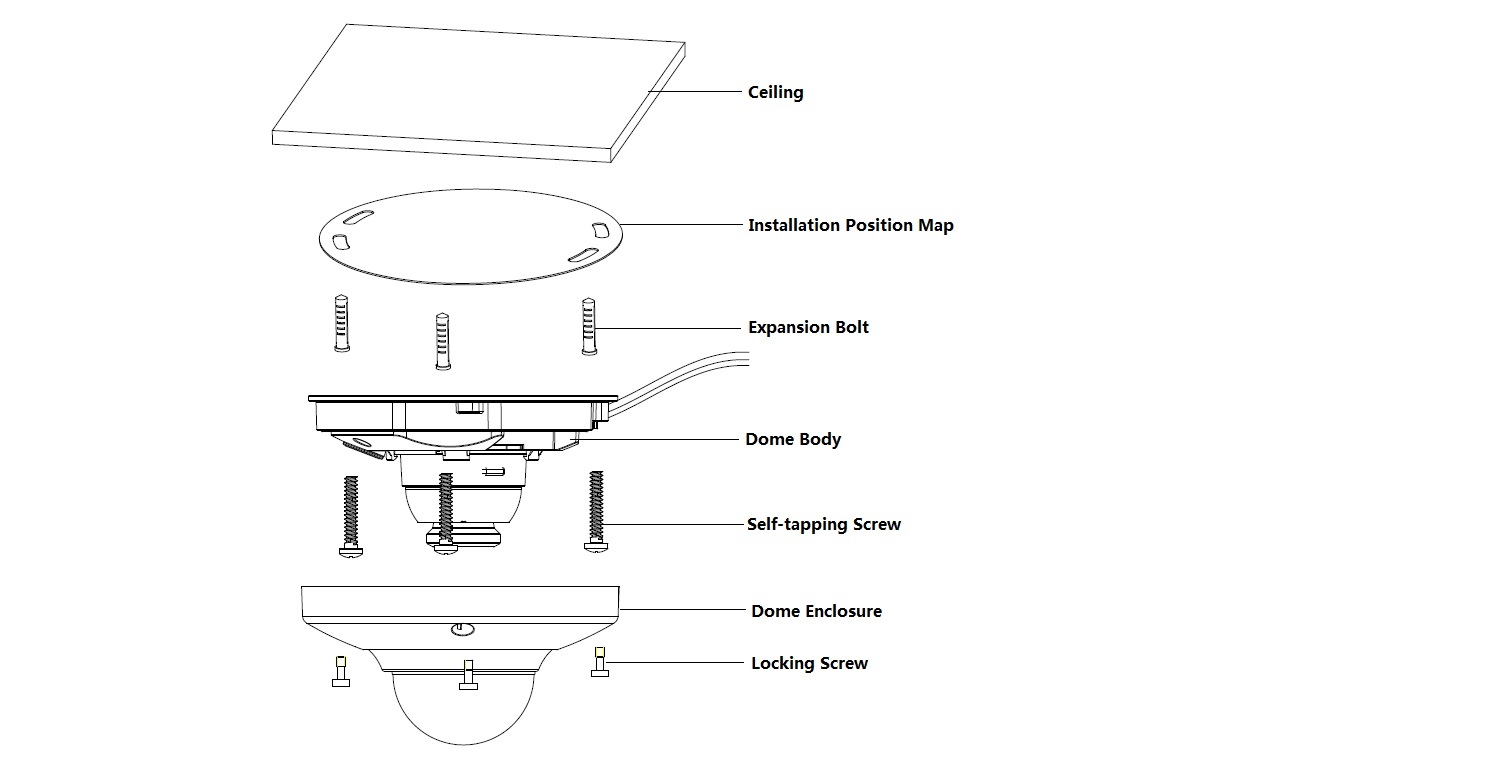 Ceiling
Installation Position Map
Expansion Bolt
Dome Body
Self-tapping Screw
Dome Enclosure
Locking Screw